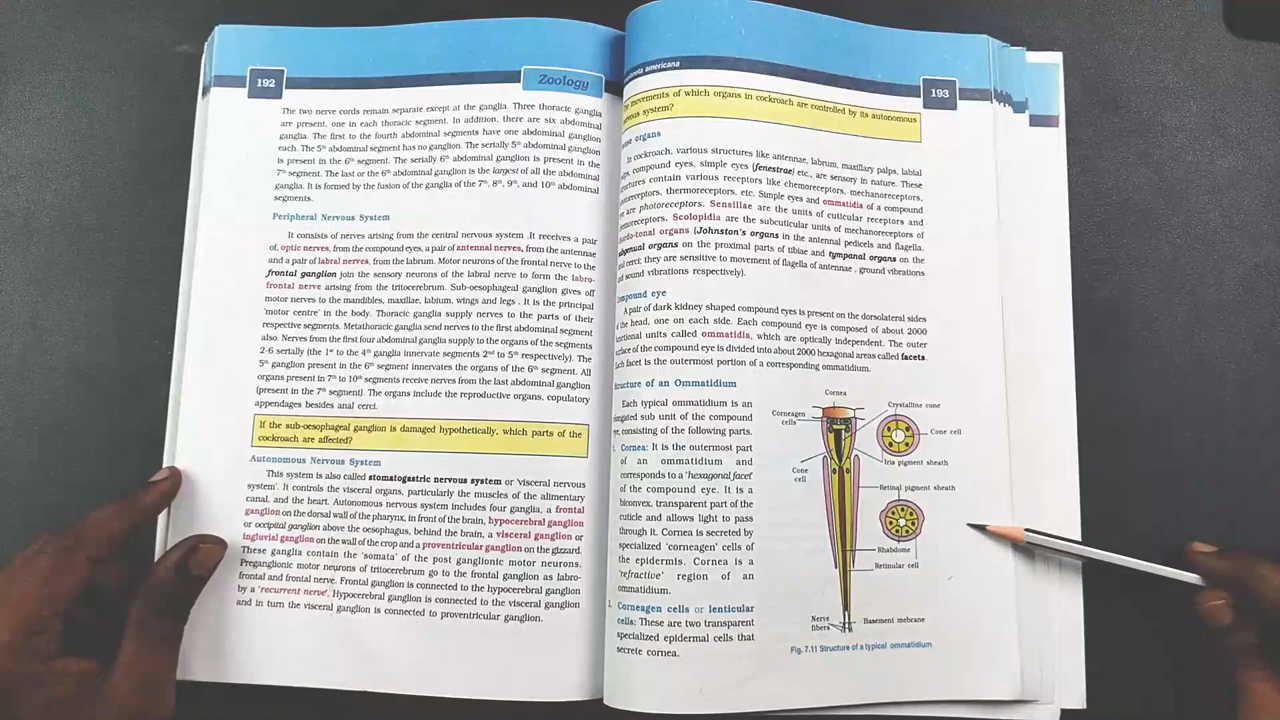 192
Zoology
The two nerve cords remain separate except at the ganglia. Three thoracic ganglia
are present, one in each thoracic segment. In addition, there are six abdominal
ganglia. The first to the fourth abdominal segments have one abdominal ganglion
each. The 5th abdominal segment has no ganglion. The serially 5th abdominal ganglion
is present in the 6th segment. The serially 6th abdominal ganglion is present in the
7th segment. The last or the 6th abdominal ganglion is the largest of all the abdominal
ganglia. It is formed by the fusion of the ganglia of the 7th, 8th, 9th, and 10th abdominal
segments.
Peripheral Nervous System
It consists of nerves arising from the central nervous system .It receives a pair
of, optic nerves, from the compound eyes, a pair of antennal nerves, from the antennae
and a pair of labral nerves, from the labrum. Motor neurons of the frontal nerve to the
frontal ganglion join the sensory neurons of the labral nerve to form the labro-
frontal nerve arising from the tritocerebrum. Sub-oesophageal ganglion gives off
motor nerves to the mandibles, maxillae, labium, wings and legs . It is the principal
'motor centre' in the body. Thoracic ganglia supply nerves to the parts of their
respective segments. Metathoracic ganglia send nerves to the first abdominal segment
also. Nerves from the first four abdominal ganglia supply to the organs of the segments
2-6 serially (the 1st to the 4th ganglia innervate segments 2nd to 5th respectively). The
5th ganglion present in the 6th segment innervates the organs of the 6th segment. All
organs present in 7th to 10th segments receive nerves from the last abdominal ganglion
(present in the 7th segment). The organs include the reproductive organs, copulatory
appendages besides anal cerci.
If the sub-oesophageal ganglion is damaged hypothetically, which parts of the
cockroach are affected?
Autonomous Nervous System
This system is also called stomatogastric nervous system or 'visceral nervous
system'. It controls the visceral organs, particularly the muscles of the alimentary
canal, and the heart. Autonomous nervous system includes four ganglia, a frontal
ganglion on the dorsal wall of the pharynx, in front of the brain, hypocerebral ganglion
or occipital ganglion above the oesophagus, behind the brain, a visceral ganglion or
ingluvial ganglion on the wall of the crop and a proventricular ganglion on the gizzard.
These ganglia contain the 'somata' of the post ganglionic motor neurons.
Preganglionic motor neurons of tritocerebrum go to the frontal ganglion as labro-
frontal and frontal nerve. Frontal ganglion is connected to the hypocerebral ganglion
by a 'recurrent nerve'. Hypocerebral ganglion is connected to the visceral ganglion
and in turn the visceral ganglion is connected to proventricular ganglion.
americana
193
movements of which organs in cockroach are controlled by its autonomous
system?
organs
In cockroach, various structures like antennae, labrum, maxillary palps, labial
compound eyes, simple eyes (fenestrae) etc., are sensory in nature. These
contain various receptors like chemoreceptors, mechanoreceptors,
thermoreceptors, etc. Simple eyes and ommatidia of a compound
are photoreceptors. Sensillae are the units of cuticular receptors and
Scolopidia are the subcuticular units of mechanoreceptors of
organs (Johnston's organs in the antennal pedicels and flagella,
organs on the proximal parts of tibiae and tympanal organs on the
cerci; they are sensitive to movement of flagella of antennae , ground vibrations
sound vibrations respectively).
eye
A pair of dark kidney shaped compound eyes is present on the dorsolateral sides
the head, one on each side. Each compound eye is composed of about 2000
units called ommatidia, which are optically independent. The outer
of the compound eye is divided into about 2000 hexagonal areas called facets.
facet is the outermost portion of a corresponding ommatidium.
Structure of an Ommatidium
Each typical ommatidium is an
sub unit of the compound
consisting of the following parts.
Cornea: It is the outermost part
of an ommatidium and
corresponds to a 'hexagonal facet'
of the compound eye. It is a
biconvex, transparent part of the
cuticle and allows light to pass
through it. Cornea is secreted by
specialized 'corneagen' cells of
the epidermis. Cornea is a
'refractive' region of an
ommatidium.
Corneagen cells or lenticular
cells: These are two transparent
specialized epidermal cells that
secrete cornea.
Cornea
Corneagen
cells
Crystalline cone
Cone cell
Iris pigment sheath
Cone
cell
Retinal pigment sheath
Rhabdome
Retinular cell
Nerve
fibers
Basement mebrane
Fig. 7.11 Structure of a typical ommatidium